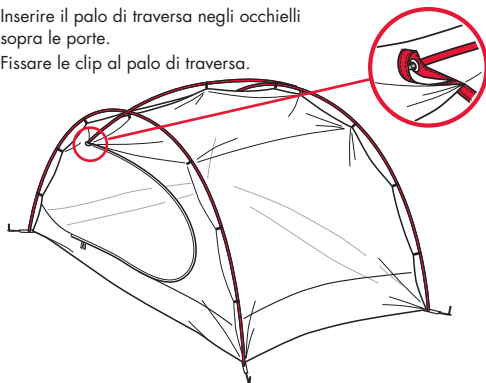 Inserire il palo di traversa negli occhielli
sopra le porte.
Fissare le clip al palo di traversa.